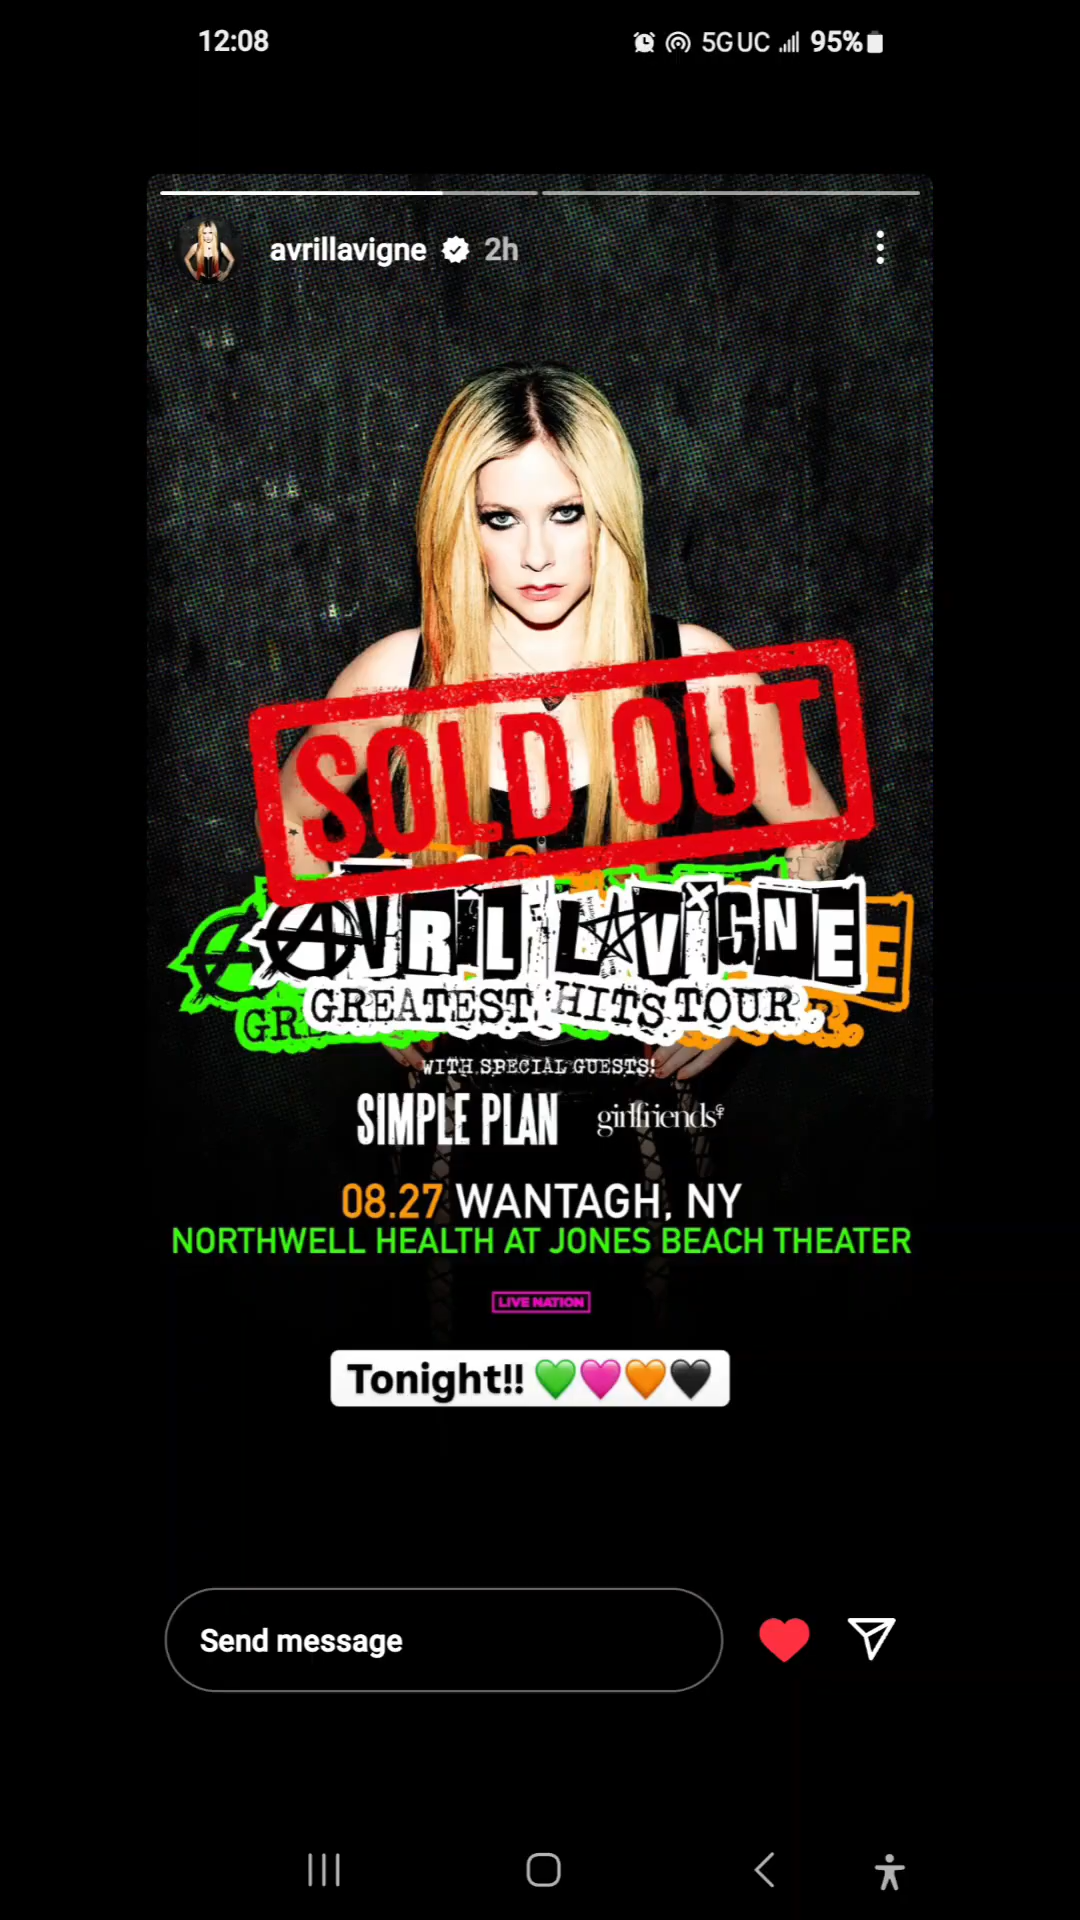 12:08
5G UC 95%
avrillavigne 2h
SOLD OUT
AVRIL LAVIGNE E
GREATEST HITS TOUR.
GR R.
WITH SPECIAL GUESTS!
SIMPLE PLAN girlfriends
08.27 WANTAGH, NY
NORTHWELL HEALTH AT JONES BEACH THEATER
LIVE NATION
Tonight!! 💚🩷🧡🖤
Send message